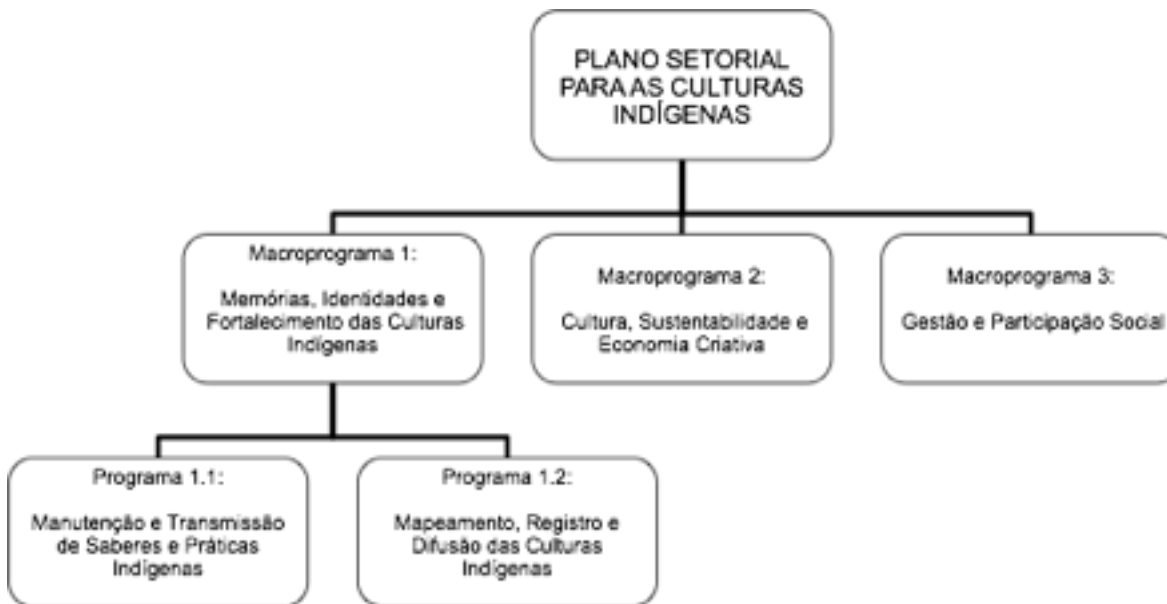 PLANO SETORIAL
PARA AS CULTURAS
INDÍGENAS
Macroprograma 1:
Memórias, Identidades e
Fortalecimento das Culturas
Indígenas
Macroprograma 2:
Cultura, Sustentabilidade e
Economia Criativa
Macroprograma 3:
Gestão e Participação Social
Programa 1.1:
Manutenção e Transmissão
de Saberes e Práticas
Indígenas
Programa 1.2:
Mapeamento, Registro e
Difusão das Culturas
Indígenas